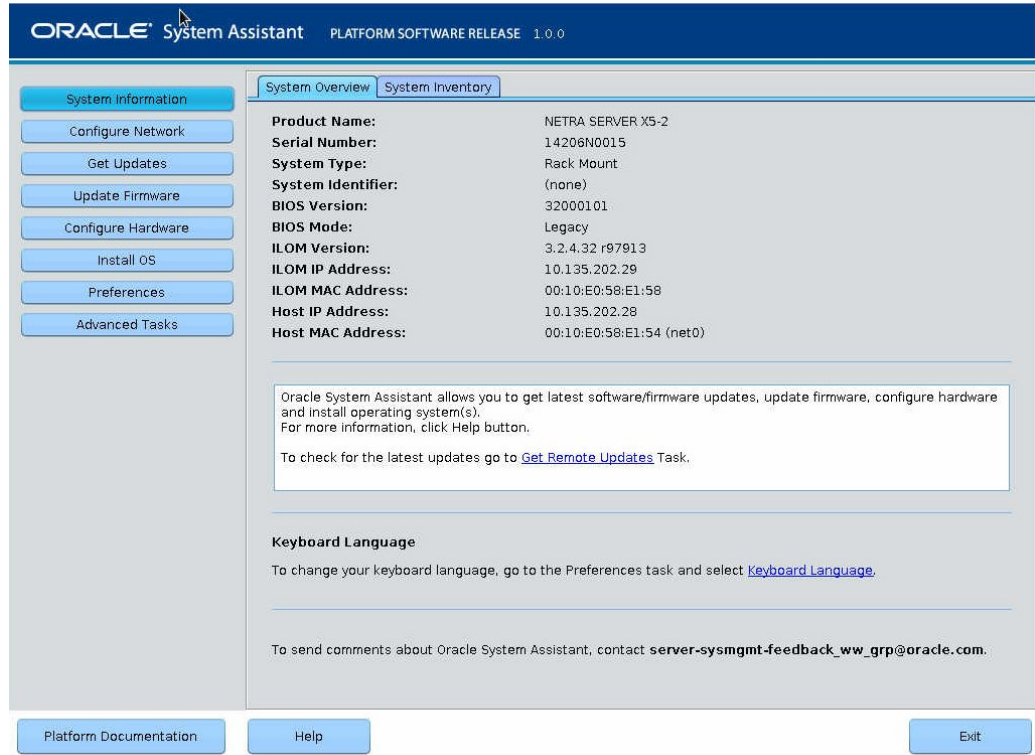 ORACLE System Assistant PLATFORM SOFTWARE RELEASE 1.0.0
System Information
Configure Network
Get Updates
Update Firmware
Configure Hardware
Install OS
Preferences
Advanced Tasks
System Overview System Inventory
Product Name: NETRA SERVER X5-2
Serial Number: 14206N0015
System Type: Rack Mount
System Identifier: (none)
BIOS Version: 32000101
BIOS Mode: Legacy
ILOM Version: 3.2.4.32 r97913
ILOM IP Address: 10.135.202.29
ILOM MAC Address: 00:10:E0:58:E1:58
Host IP Address: 10.135.202.28
Host MAC Address: 00:10:E0:58:E1:54 (net0)
Oracle System Assistant allows you to get latest software/firmware updates, update firmware, configure hardware
and install operating system(s).
For more information, click Help button.
To check for the latest updates go to Get Remote Updates Task.
Keyboard Language
To change your keyboard language, go to the Preferences task and select Keyboard Language.
To send comments about Oracle System Assistant, contact server-sysmgmt-feedback_ww_grp@oracle.com.
Platform Documentation Help Exit